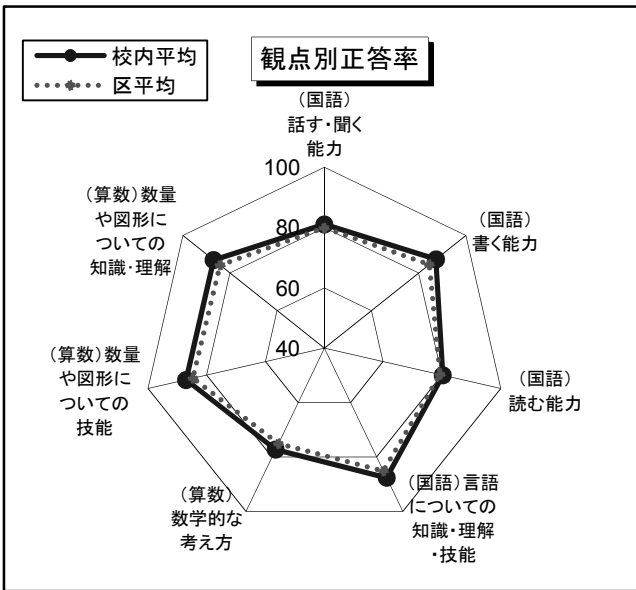 校内平均
区平均
観点別正答率
(国語)
話す・聞く
能力
100
80
60
40
(国語)
書く能力
(国語)
読む能力
(国語)言語
についての
知識・理解
・技能
(算数)
数学的な
考え方
(算数)数量
や図形に
ついての
技能
(算数)数量
や図形に
ついての
知識・理解